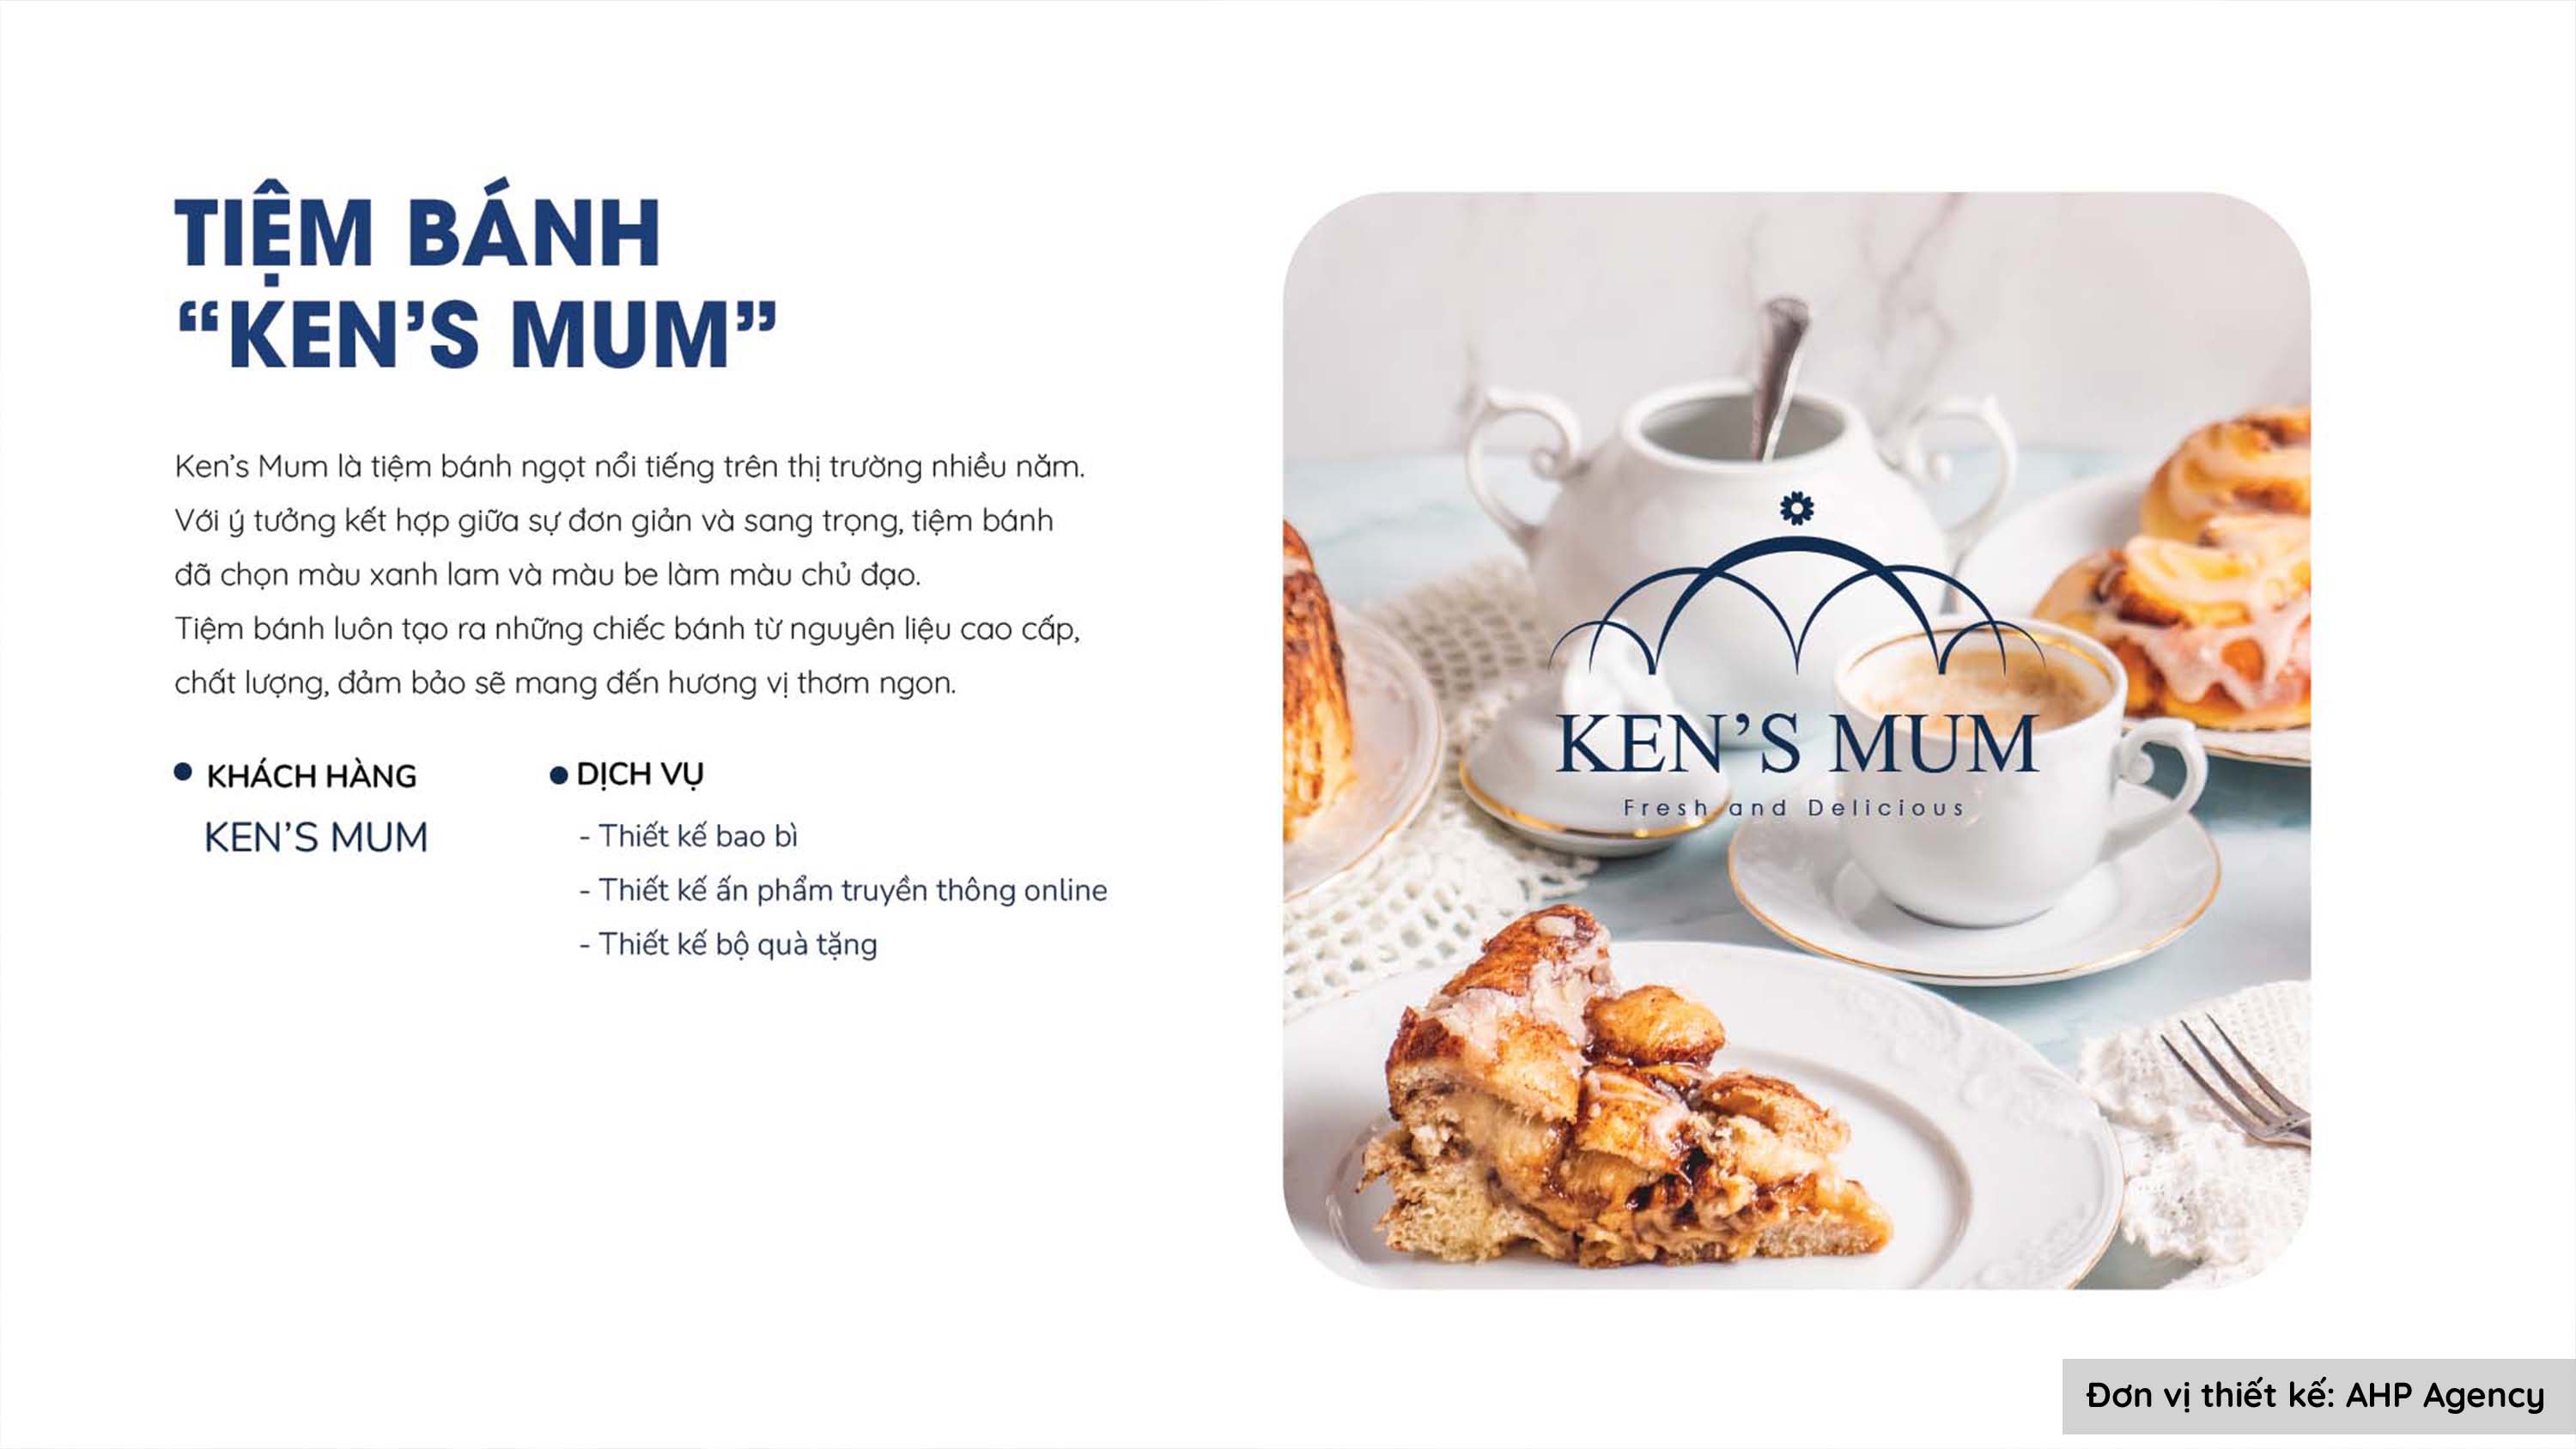 TIỆM BÁNH
“KEN’S MUM”
Ken’s Mum là tiệm bánh ngọt nổi tiếng trên thị trường nhiều năm.
Với ý tưởng kết hợp giữa sự đơn giản và sang trọng, tiệm bánh
đã chọn màu xanh lam và màu be làm màu chủ đạo.
Tiệm bánh luôn tạo ra những chiếc bánh từ nguyên liệu cao cấp,
chất lượng, đảm bảo sẽ mang đến hương vị thơm ngon.
KHÁCH HÀNG
KEN’S MUM
DỊCH VỤ
- Thiết kế bao bì
- Thiết kế ấn phẩm truyền thông online
- Thiết kế bộ quà tặng
KEN’S MUM
Fresh and Delicious
Đơn vị thiết kế: AHP Agency